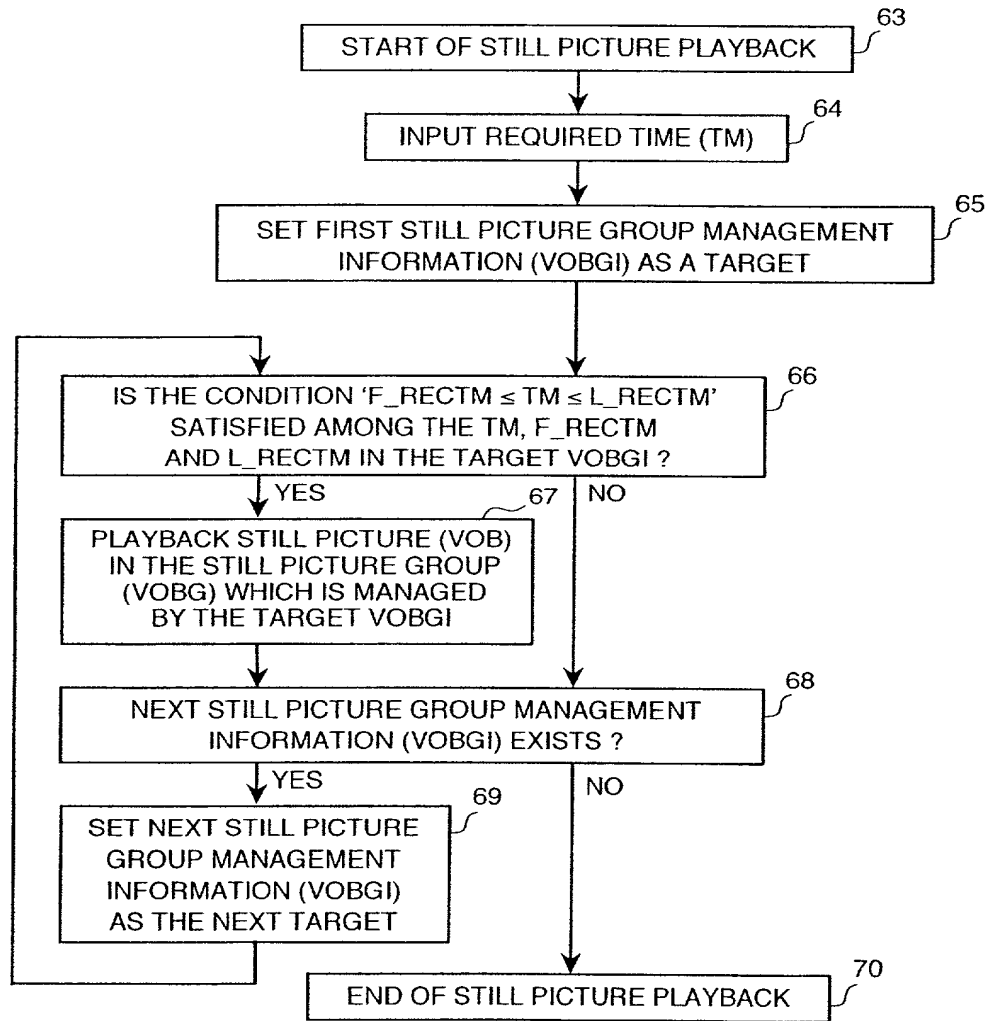 63
START OF STILL PICTURE PLAYBACK
64
INPUT REQUIRED TIME (TM)
65
SET FIRST STILL PICTURE GROUP MANAGEMENT
INFORMATION (VOBGI) AS A TARGET
66
IS THE CONDITION ‘F_RECTM ≤ TM ≤ L_RECTM’
SATISFIED AMONG THE TM, F_RECTM
AND L_RECTM IN THE TARGET VOBGI ?
YES
NO
67
PLAYBACK STILL PICTURE (VOB)
IN THE STILL PICTURE GROUP
(VOBG) WHICH IS MANAGED
BY THE TARGET VOBGI
68
NEXT STILL PICTURE GROUP MANAGEMENT
INFORMATION (VOBGI) EXISTS ?
YES
NO
69
SET NEXT STILL PICTURE
GROUP MANAGEMENT
INFORMATION (VOBGI)
AS THE NEXT TARGET
70
END OF STILL PICTURE PLAYBACK